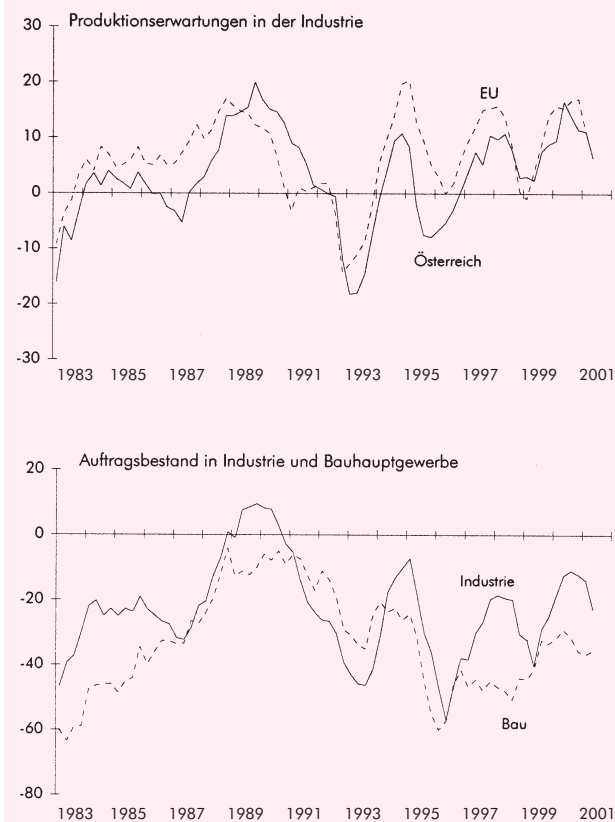 Produktionserwartungen in der Industrie
30
20
EU
10
0
-10
Österreich
-20
-30
1983 1985 1987 1989 1991 1993 1995 1997 1999 2001
Auftragsbestand in Industrie und Bauhauptgewerbe
20
0
Industrie
-20
-40
-60
Bau
-80
1983 1985 1987 1989 1991 1993 1995 1997 1999 2001